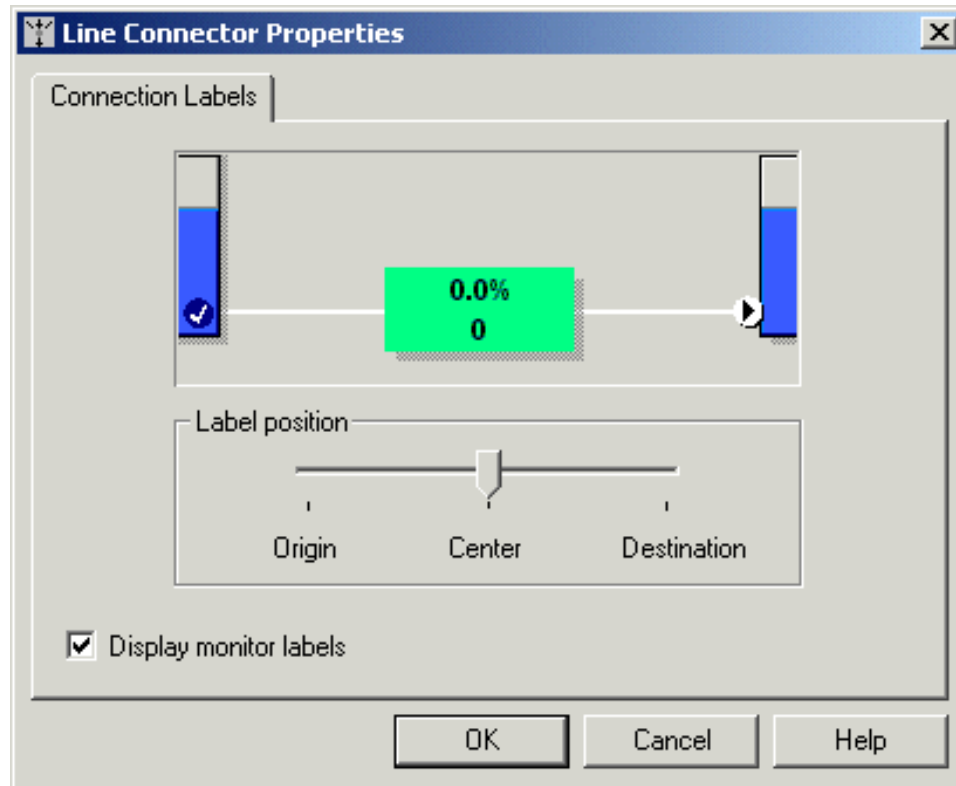 Line Connector Properties
Connection Labels
0.0%
0
Label position
Origin Center Destination
Display monitor labels
OK Cancel Help